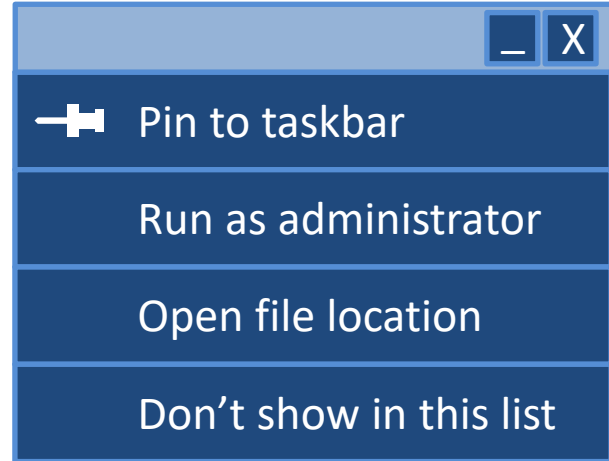 _ X
Pin to taskbar
Run as administrator
Open file location
Don’t show in this list